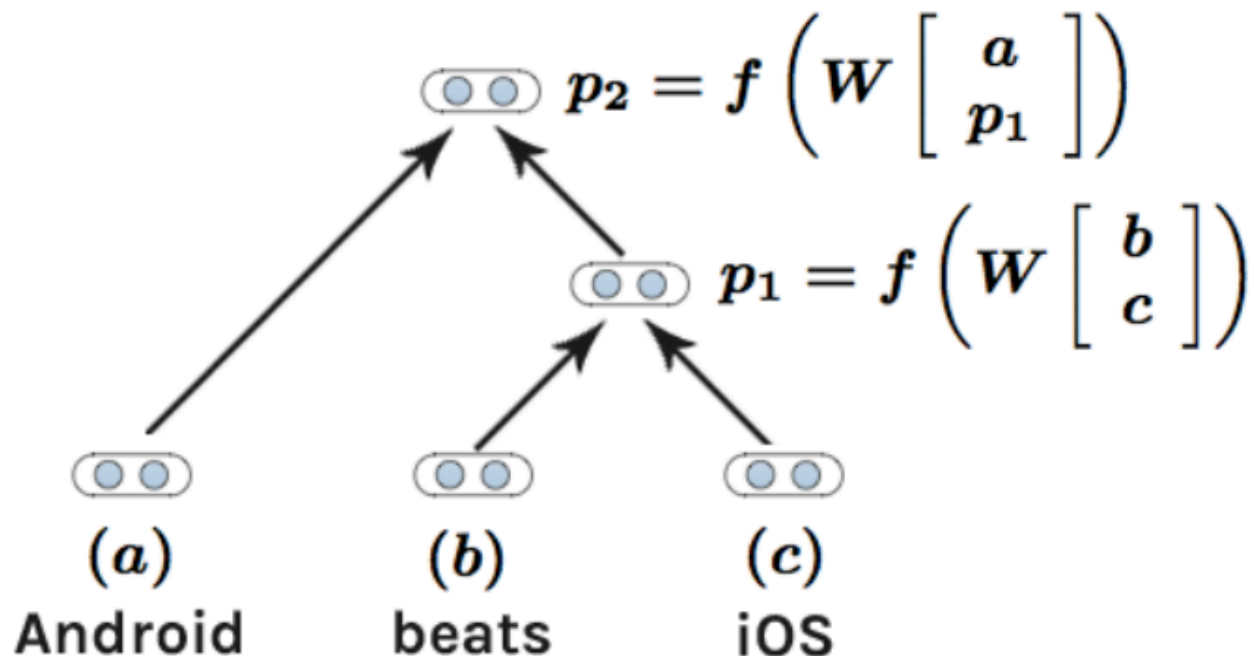 p₂ = f ( W [ a p₁ ] )
p₁ = f ( W [ b c ] )
(a) (b) (c)
Android beats iOS